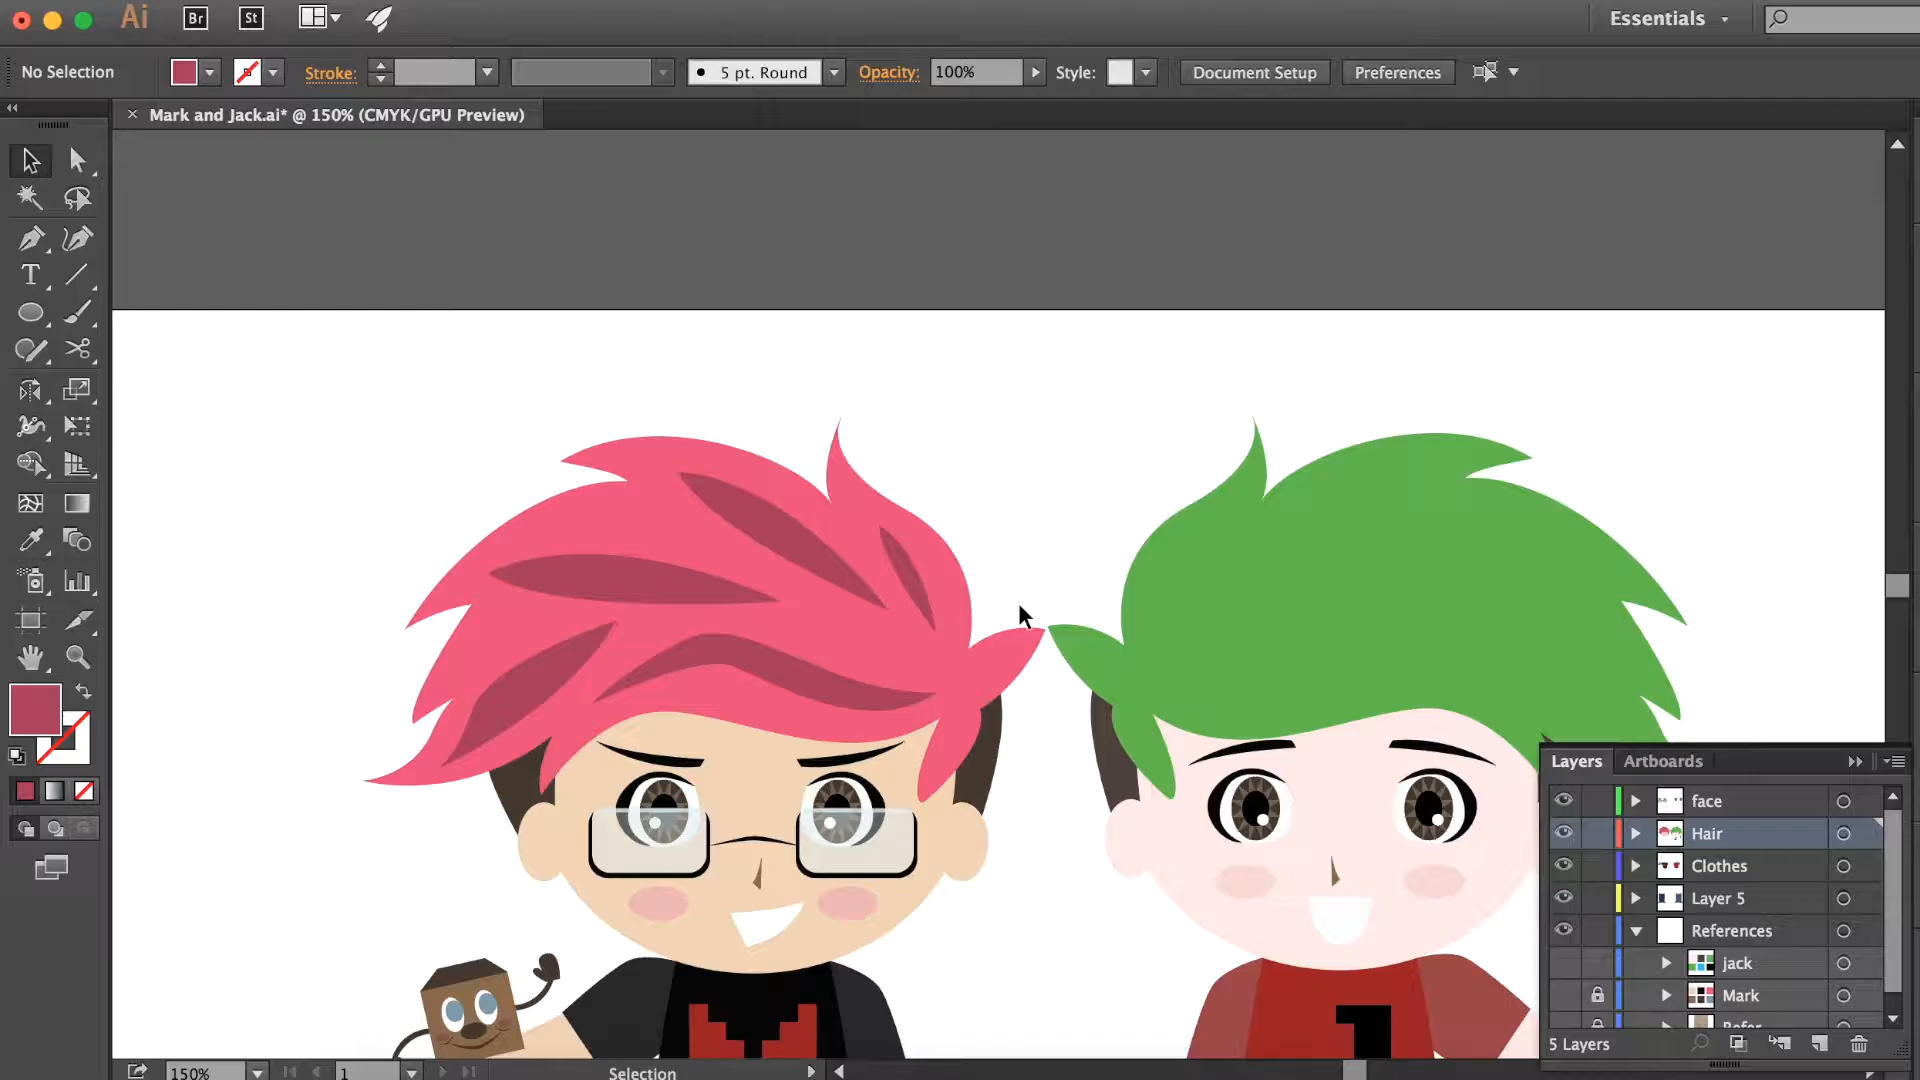 Ai Br St Essentials
No Selection Stroke: 5 pt. Round Opacity: 100% Style: Document Setup Preferences
× Mark and Jack.ai* @ 150% (CMYK/GPU Preview)
T
Layers Artboards
face
Hair
Clothes
Layer 5
References
jack
Mark
Refer
5 Layers
150% 1 Selection